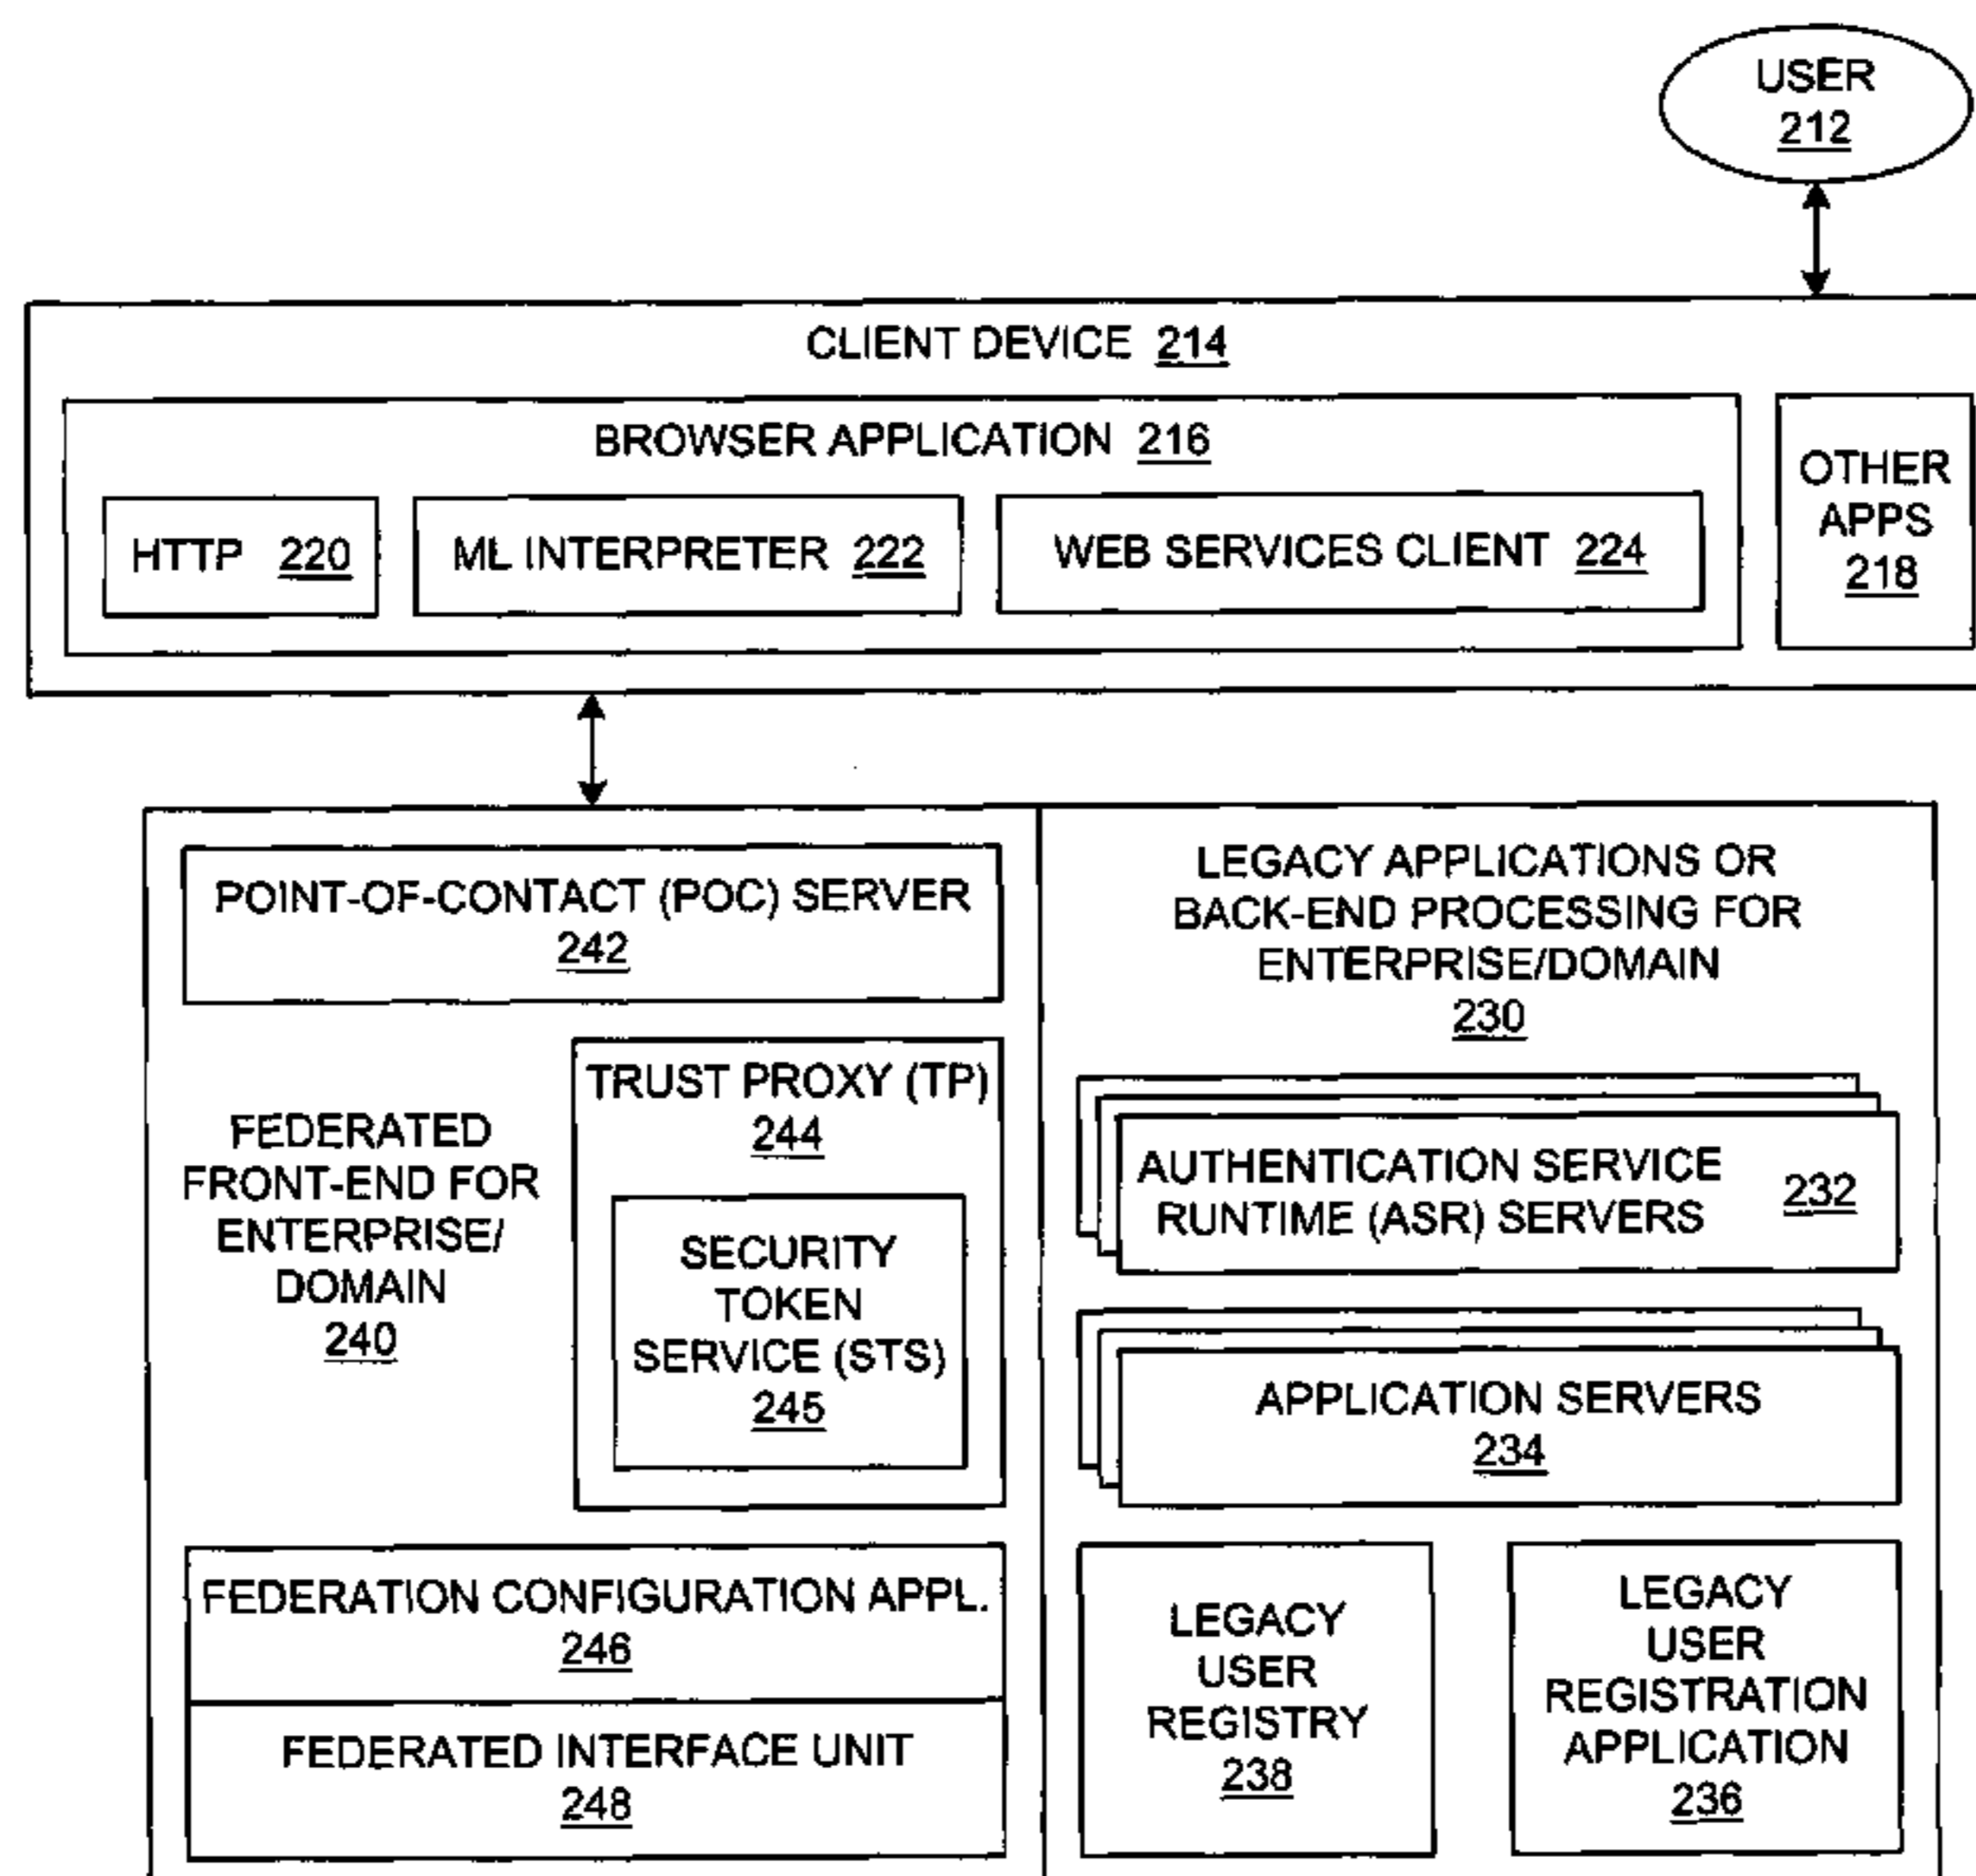 USER
212
CLIENT DEVICE 214
BROWSER APPLICATION 216
HTTP 220
ML INTERPRETER 222
WEB SERVICES CLIENT 224
OTHER
APPS
218
POINT-OF-CONTACT (POC) SERVER
242
FEDERATED
FRONT-END FOR
ENTERPRISE/
DOMAIN
240
TRUST PROXY (TP)
244
SECURITY
TOKEN
SERVICE (STS)
245
FEDERATION CONFIGURATION APPL.
246
FEDERATED INTERFACE UNIT
248
LEGACY APPLICATIONS OR
BACK-END PROCESSING FOR
ENTERPRISE/DOMAIN
230
AUTHENTICATION SERVICE
RUNTIME (ASR) SERVERS
232
APPLICATION SERVERS
234
LEGACY
USER
REGISTRY
238
LEGACY
USER
REGISTRATION
APPLICATION
236